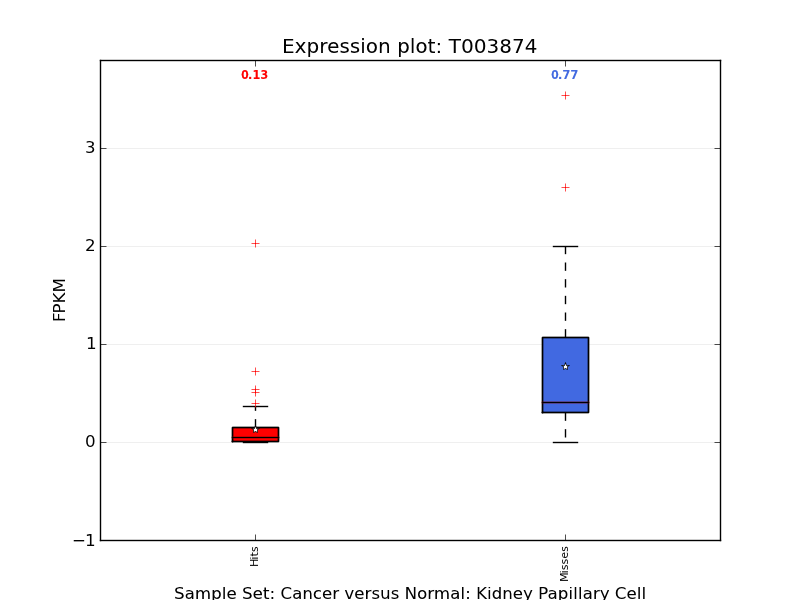 Expression plot: T003874
0.13
0.77
3
2
1
0
−1
FPKM
Hits
Misses
Sample Set: Cancer versus Normal: Kidney Papillary Cell